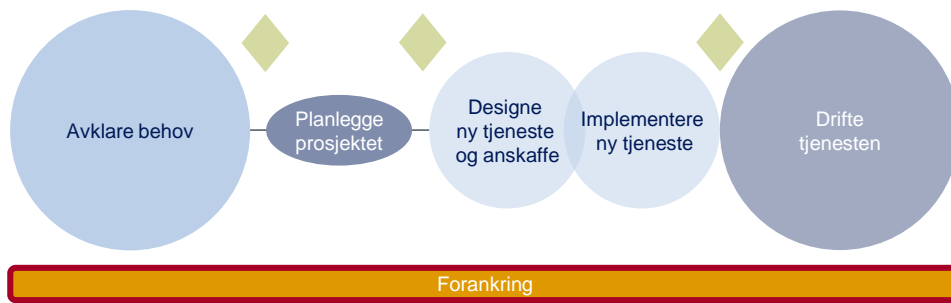 Avklare behov
Planlegge
prosjektet
Designe
ny tjeneste
og anskaffe
Implementere
ny tjeneste
Drifte
tjenesten
Forankring